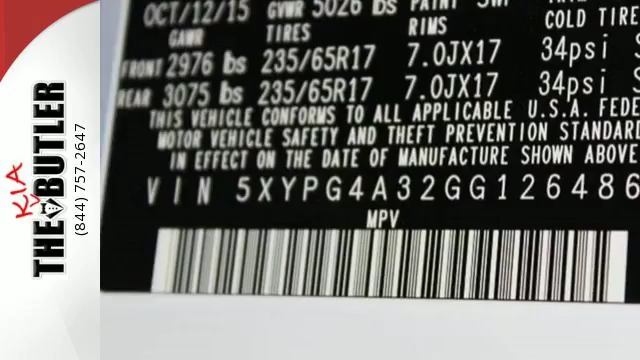 OCT/12/15 GVWR 5026 lbs PAINT SWP
GAWR TIRES RIMS COLD TIRE
FRONT 2976 lbs 235/65R17 7.0JX17 34psi
REAR 3075 lbs 235/65R17 7.0JX17 34psi
THIS VEHICLE CONFORMS TO ALL APPLICABLE U.S.A. FEDE
MOTOR VEHICLE SAFETY AND THEFT PREVENTION STANDAR
IN EFFECT ON THE DATE OF MANUFACTURE SHOWN ABOVE
VIN 5XYPG4A32GG126486
MPV
THE KIA BUTLER
(844) 757-2647